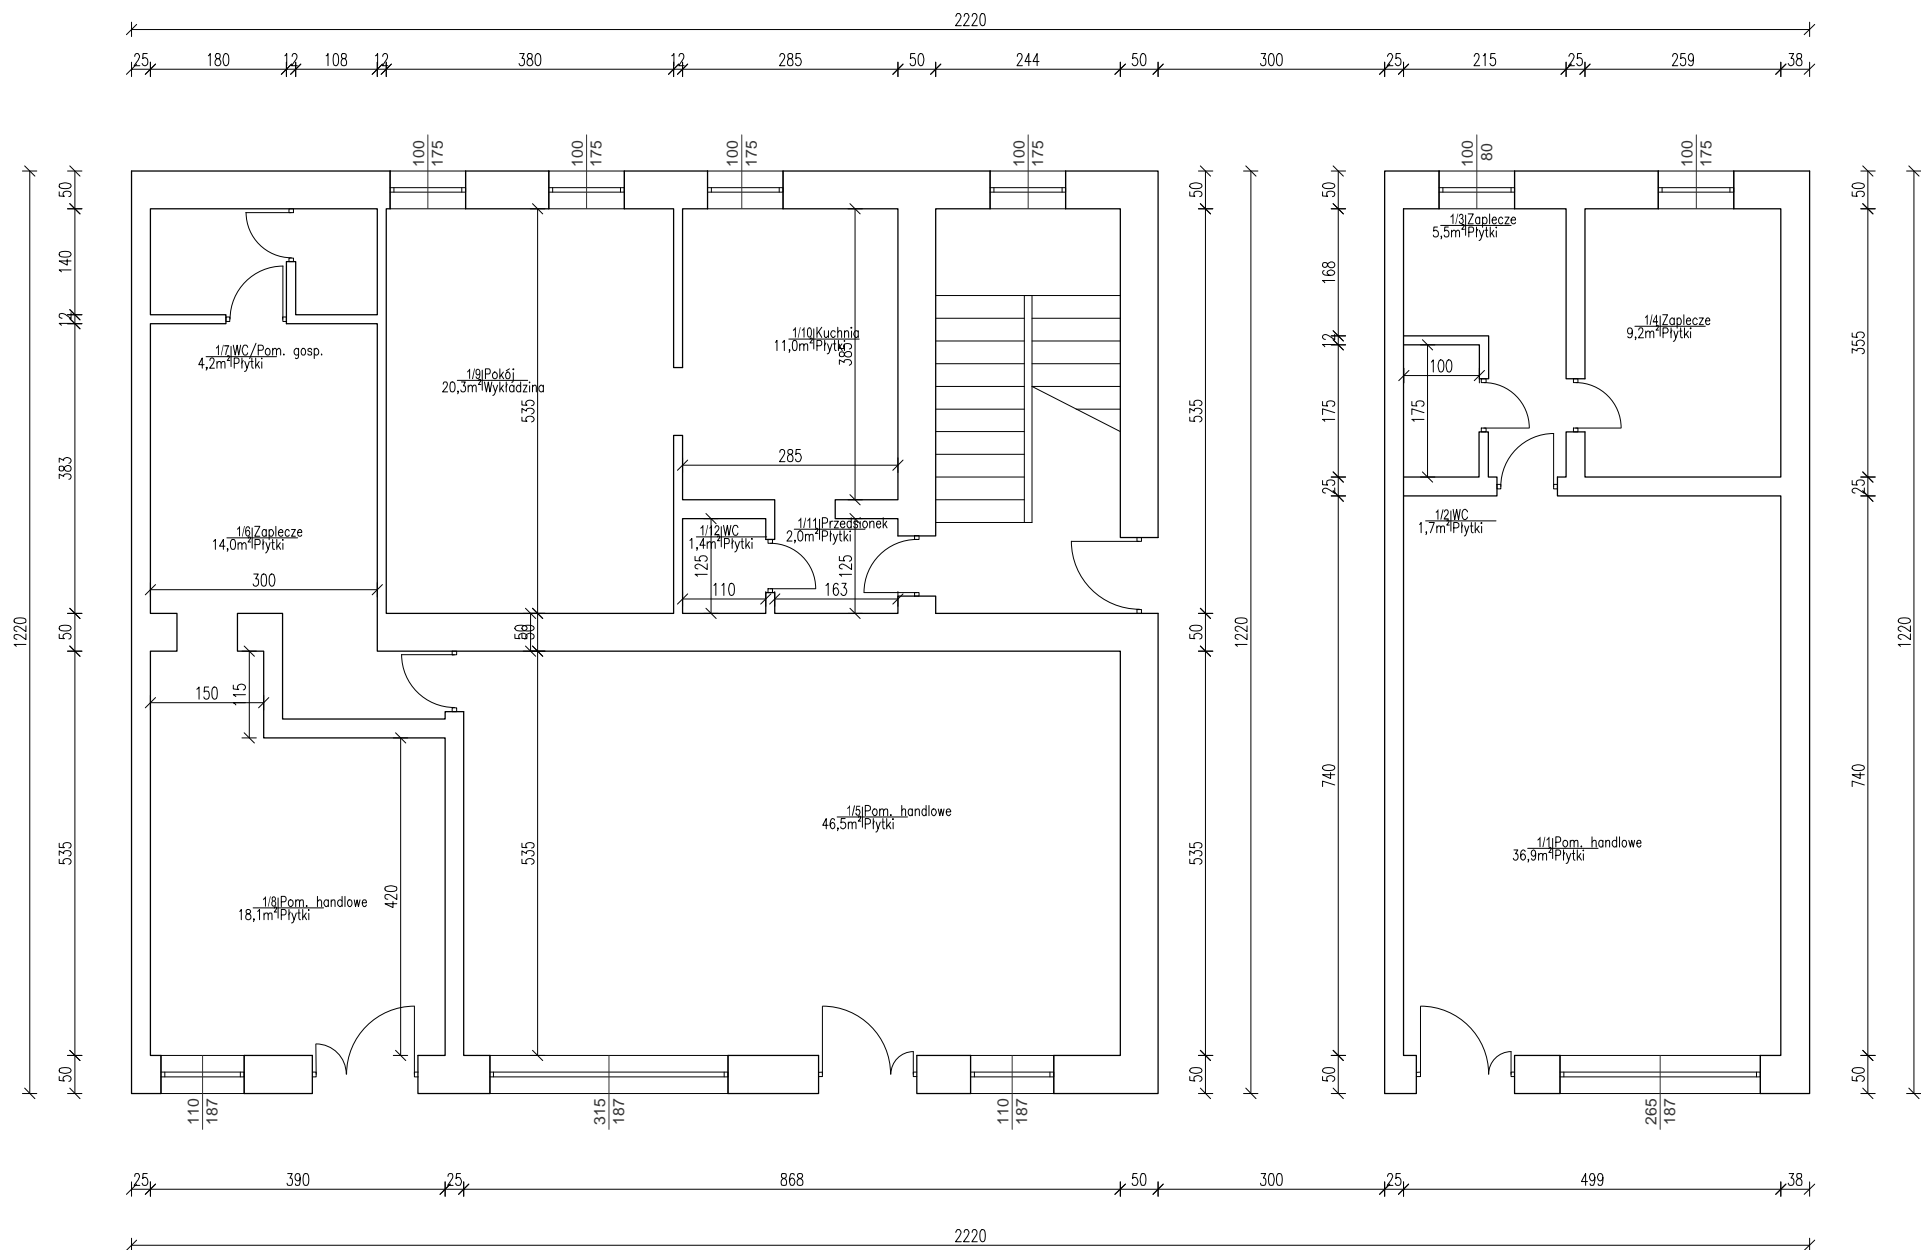 2220
25 180 12 108 12 380 12 285 50 244 50 300 25 215 25 259 38
100 175
100 175
100 175
100 175
100 80
100 175
50 140 12 383 50 535 50
1220
50 535 50 535 50
1220
50 168 12 175 25 740 50
50 355 25 740 50
1220
1/3 Zaplecze
5,5m² Płytki
1/4 Zaplecze
9,2m² Płytki
1/10 Kuchnia
11,0m² Płytki
385
1/7 WC/Pom. gosp.
4,2m² Płytki
1/9 Pokój
20,3m² Wykładzina
535
100
175
285
1/2 WC
1,7m² Płytki
1/11 Przedsionek
2,0m² Płytki
1/12 WC
1,4m² Płytki
1/6 Zaplecze
14,0m² Płytki
125
125
300
110
163
50
50
150
115
1/5 Pom. handlowe
46,5m² Płytki
535
1/1 Pom. handlowe
36,9m² Płytki
420
1/8 Pom. handlowe
18,1m² Płytki
110 187
315 187
110 187
265 187
25 390 25 868 50 300 25 499 38
2220